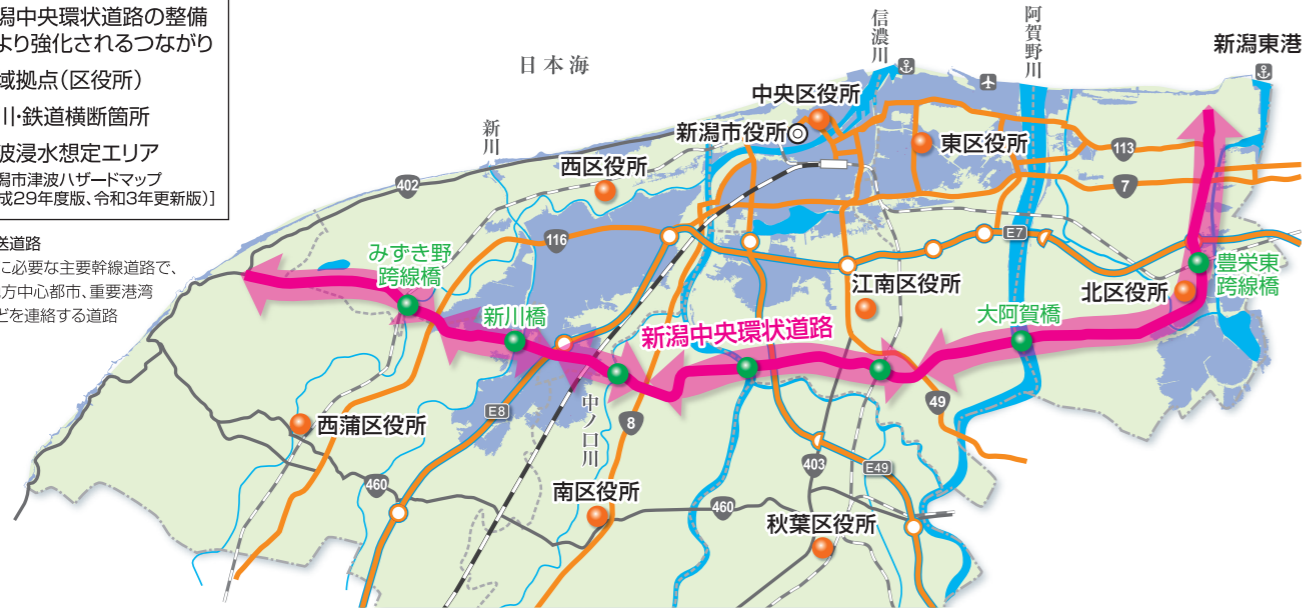 潟中央環状道路の整備
より強化されるつながり
域拠点(区役所)
川・鉄道横断箇所
波浸水想定エリア
潟市津波ハザードマップ
成29年度版、令和3年更新版)]
送道路
に必要な主要幹線道路で、
方中心都市、重要港湾
どを連絡する道路
日本海
信濃川
阿賀野川
新潟東港
新川
中央区役所
新潟市役所
東区役所
西区役所
113
7
402
116
E7
みずき野
跨線橋
江南区役所
北区役所
豊栄東
跨線橋
新川橋
新潟中央環状道路
大阿賀橋
E8
中ノ口川
8
49
西蒲区役所
460
403
E49
南区役所
460
秋葉区役所